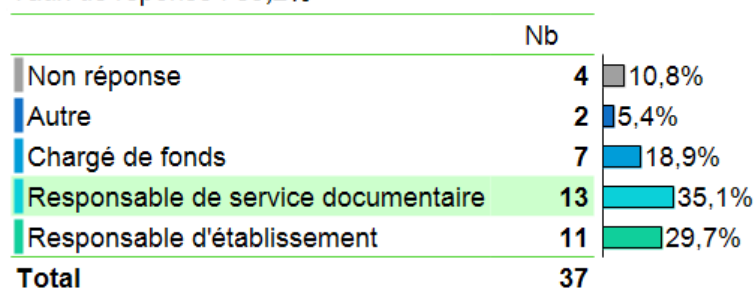 Nb
Non réponse 4 10,8%
Autre 2 5,4%
Chargé de fonds 7 18,9%
Responsable de service documentaire 13 35,1%
Responsable d'établissement 11 29,7%
Total 37